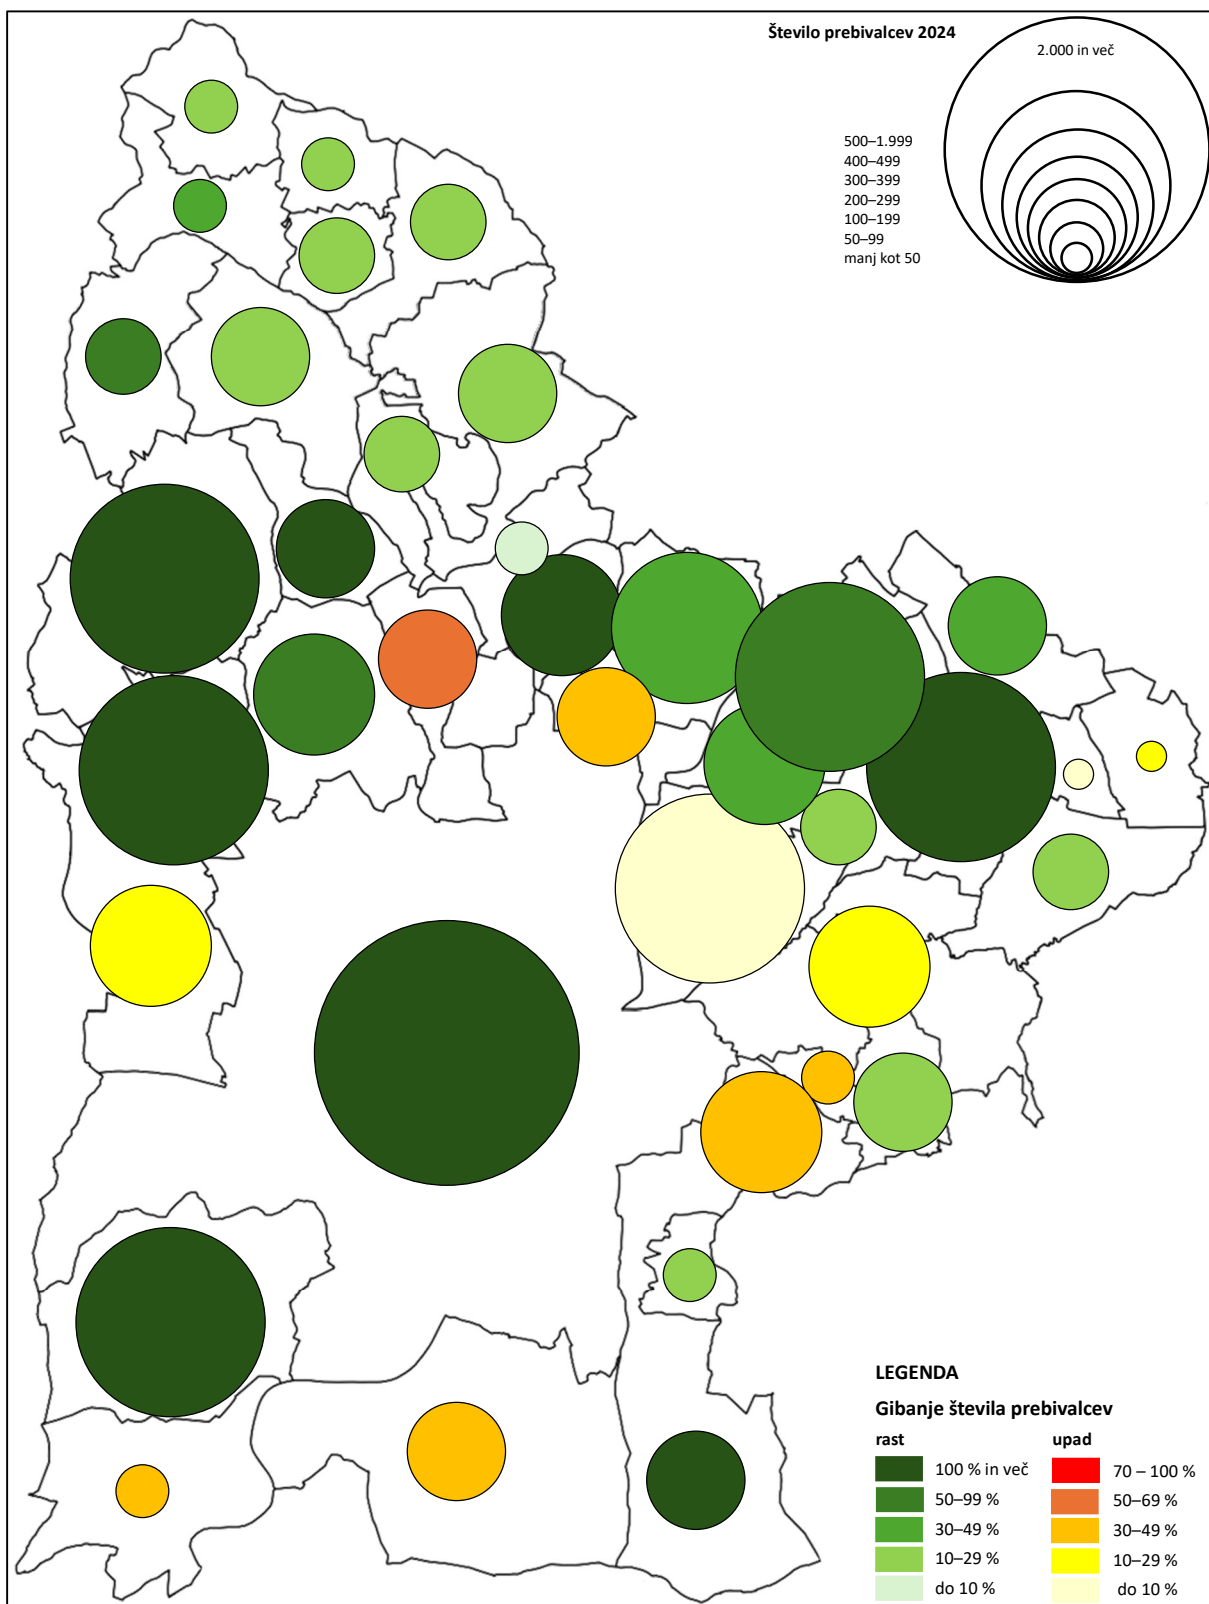 Število prebivalcev 2024
2.000 in več
500–1.999
400–499
300–399
200–299
100–199
50–99
manj kot 50
LEGENDA
Gibanje števila prebivalcev
rast upad
100 % in več 70 – 100 %
50–99 % 50–69 %
30–49 % 30–49 %
10–29 % 10–29 %
do 10 % do 10 %